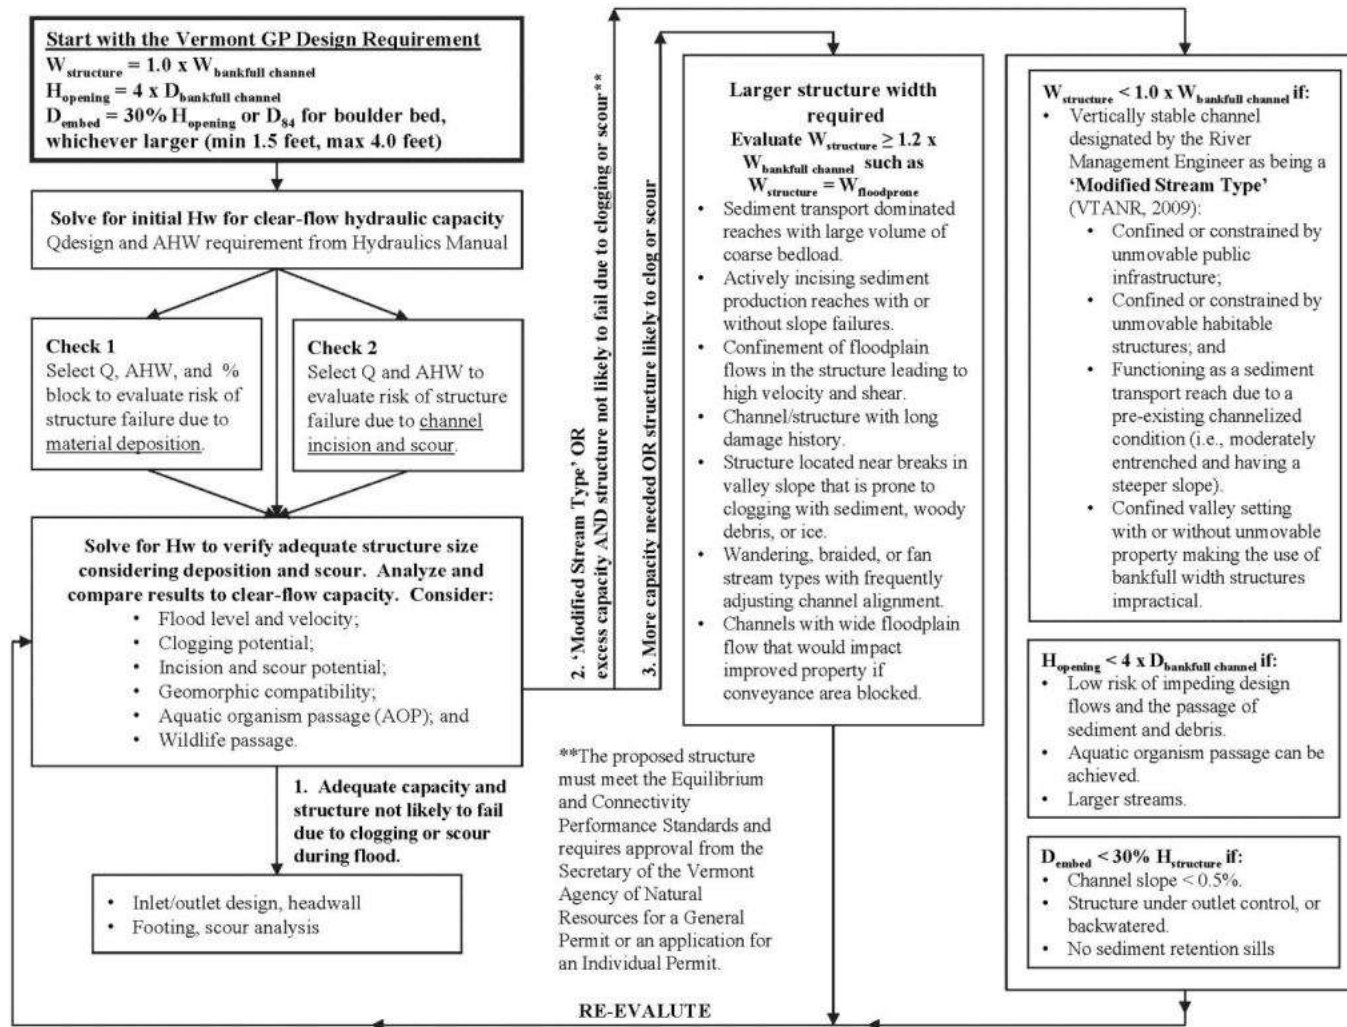 Start with the Vermont GP Design Requirement
W structure = 1.0 x W bankfull channel
H opening = 4 x D bankfull channel
D embed = 30% H opening or D 84 for boulder bed,
whichever larger (min 1.5 feet, max 4.0 feet)
Solve for initial Hw for clear-flow hydraulic capacity
Qdesign and AHW requirement from Hydraulics Manual
Check 1
Select Q, AHW, and %
block to evaluate risk of
structure failure due to
material deposition.
Check 2
Select Q and AHW to
evaluate risk of structure
failure due to channel
incision and scour.
Solve for Hw to verify adequate structure size
considering deposition and scour. Analyze and
compare results to clear-flow capacity. Consider:
• Flood level and velocity;
• Clogging potential;
• Incision and scour potential;
• Geomorphic compatibility;
• Aquatic organism passage (AOP); and
• Wildlife passage.
1. Adequate capacity and
structure not likely to fail
due to clogging or scour
during flood.
• Inlet/outlet design, headwall
• Footing, scour analysis
2. ‘Modified Stream Type’ OR
excess capacity AND structure not likely to fail due to clogging or scour**
3. More capacity needed OR structure likely to clog or scour
Larger structure width
required
Evaluate W structure ≥ 1.2 x
W bankfull channel such as
W structure = W floodprone
• Sediment transport dominated
reaches with large volume of
coarse bedload.
• Actively incising sediment
production reaches with or
without slope failures.
• Confinement of floodplain
flows in the structure leading to
high velocity and shear.
• Channel/structure with long
damage history.
• Structure located near breaks in
valley slope that is prone to
clogging with sediment, woody
debris, or ice.
• Wandering, braided, or fan
stream types with frequently
adjusting channel alignment.
• Channels with wide floodplain
flow that would impact
improved property if
conveyance area blocked.
**The proposed structure
must meet the Equilibrium
and Connectivity
Performance Standards and
requires approval from the
Secretary of the Vermont
Agency of Natural
Resources for a General
Permit or an application for
an Individual Permit.
W structure < 1.0 x W bankfull channel if:
• Vertically stable channel
designated by the River
Management Engineer as being a
‘Modified Stream Type’
(VTANR, 2009):
• Confined or constrained by
unmovable public
infrastructure;
• Confined or constrained by
unmovable habitable
structures; and
• Functioning as a sediment
transport reach due to a
pre-existing channelized
condition (i.e., moderately
entrenched and having a
steeper slope).
• Confined valley setting
with or without unmovable
property making the use of
bankfull width structures
impractical.
H opening < 4 x D bankfull channel if:
• Low risk of impeding design
flows and the passage of
sediment and debris.
• Aquatic organism passage can be
achieved.
• Larger streams.
D embed < 30% H structure if:
• Channel slope < 0.5%.
• Structure under outlet control, or
backwatered.
• No sediment retention sills
RE-EVALUTE